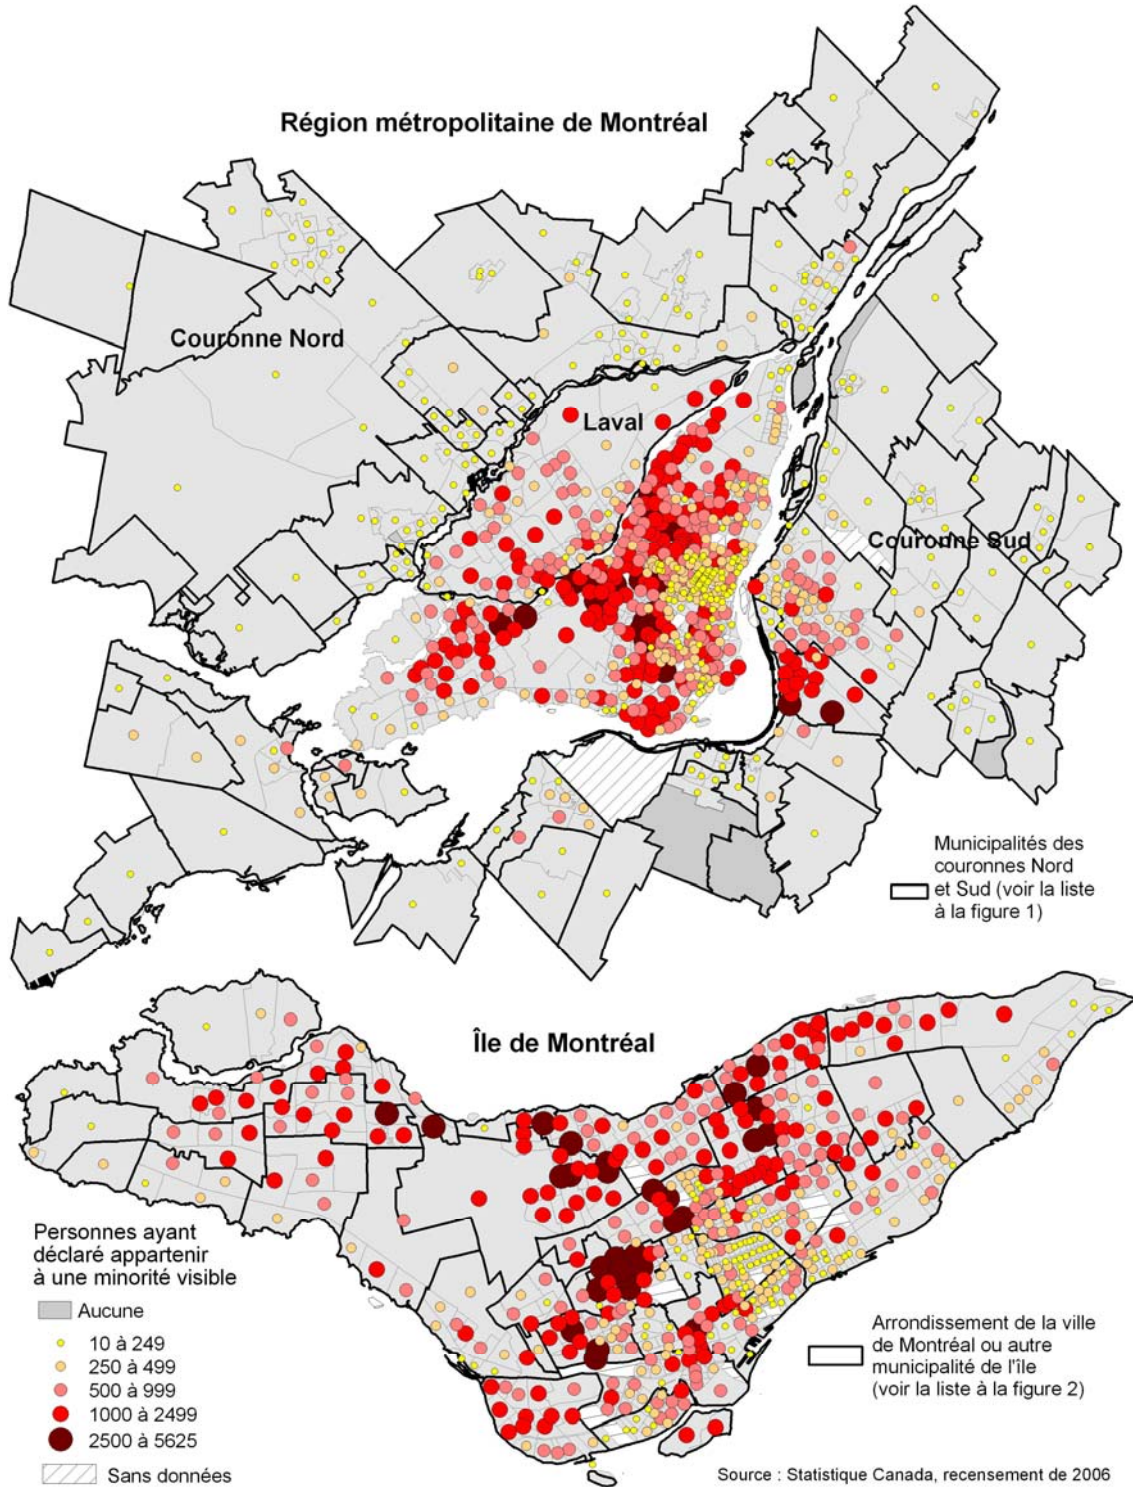 Région métropolitaine de Montréal
Couronne Nord
Laval
Couronne Sud
Municipalités des
couronnes Nord
et Sud (voir la liste
à la figure 1)
Île de Montréal
Personnes ayant
déclaré appartenir
à une minorité visible
Aucune
10 à 249
250 à 499
500 à 999
1000 à 2499
2500 à 5625
Sans données
Arrondissement de la ville
de Montréal ou autre
municipalité de l'île
(voir la liste à la figure 2)
Source : Statistique Canada, recensement de 2006